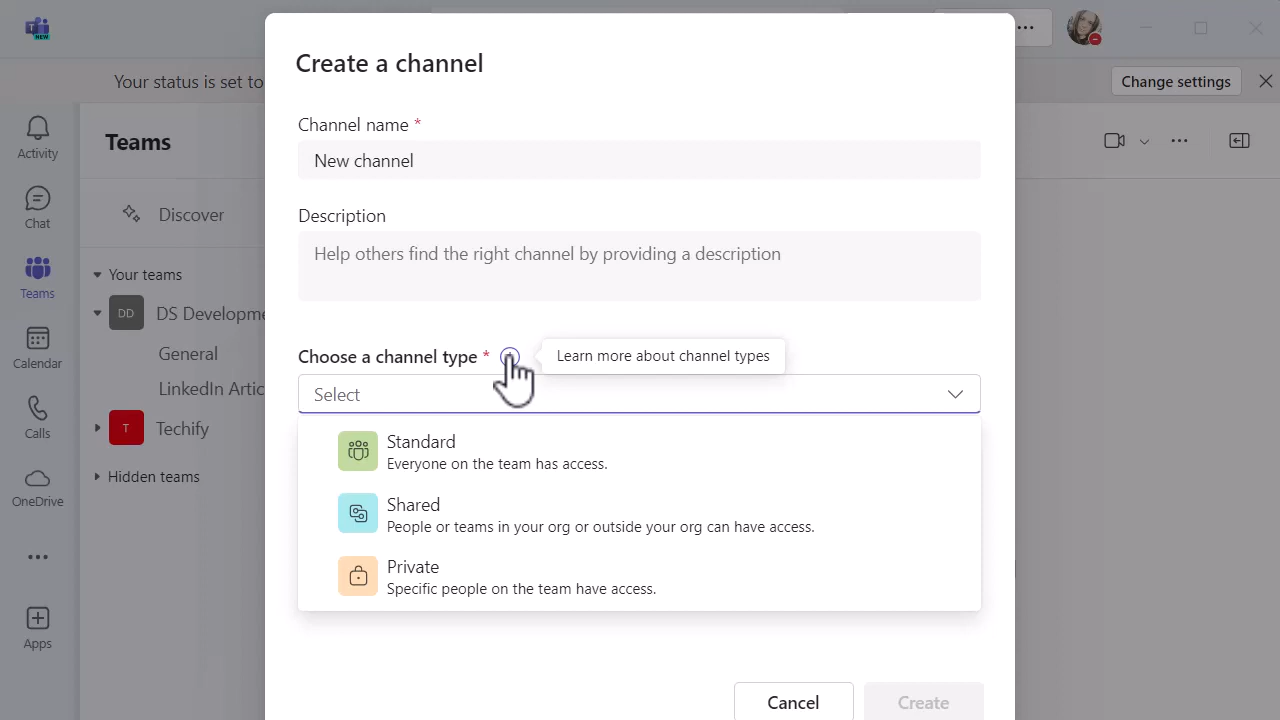 T
NEW
Your status is set to
Change settings
Activity
Chat
Teams
Calendar
Calls
OneDrive
Apps
Teams
Discover
Your teams
DD
DS Developme
General
LinkedIn Artic
T
Techify
Hidden teams
Create a channel
Channel name *
New channel
Description
Help others find the right channel by providing a description
Choose a channel type *
Learn more about channel types
Select
Standard
Everyone on the team has access.
Shared
People or teams in your org or outside your org can have access.
Private
Specific people on the team have access.
Cancel
Create